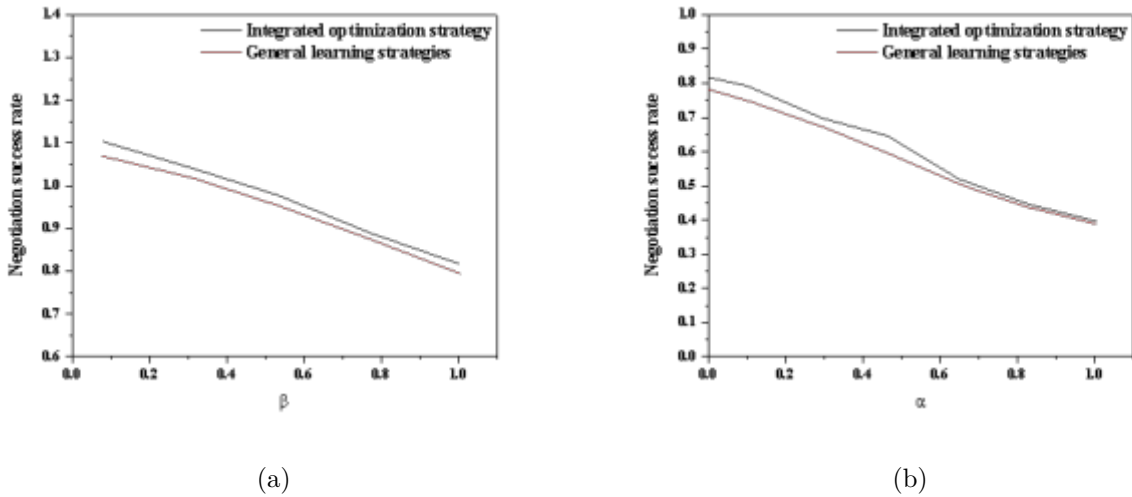 Integrated optimization strategy
General learning strategies
Negotiation success rate
1.4
1.3
1.2
1.1
1.0
0.9
0.8
0.7
0.6
0.0 0.2 0.4 0.6 0.8 1.0
β
(a)
Integrated optimization strategy
General learning strategies
Negotiation success rate
1.0
0.9
0.8
0.7
0.6
0.5
0.4
0.3
0.2
0.1
0.0
0.0 0.2 0.4 0.6 0.8 1.0
α
(b)